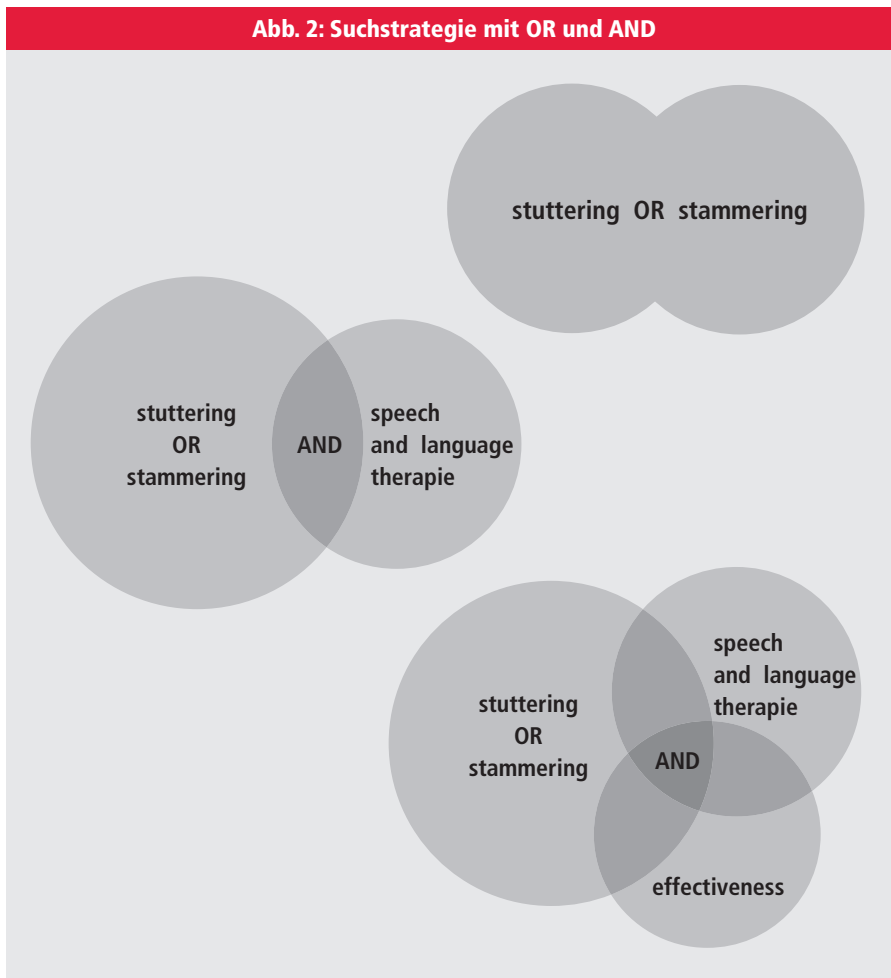 Abb. 2: Suchstrategie mit OR und AND
stuttering OR stammering
stuttering
OR
stammering
AND
speech
and language
therapie
stuttering
OR
stammering
AND
speech
and language
therapie
effectiveness